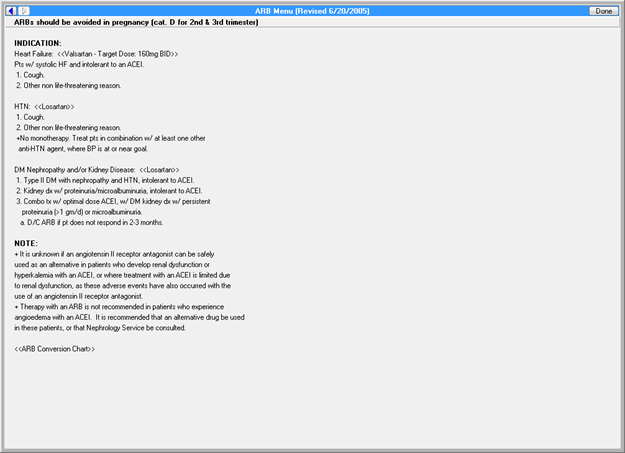 ARB Menu (Revised 6/20/2005)
Done
ARBs should be avoided in pregnancy (cat. D for 2nd & 3rd trimester)
INDICATION:
Heart Failure: <<Valsartan - Target Dose: 160mg BID>>
Pts w/ systolic HF and intolerant to an ACEI.
1. Cough.
2. Other non life-threatening reason.
HTN: <<Losartan>>
1. Cough.
2. Other non life-threatening reason.
+No monotherapy. Treat pts in combination w/ at least one other
anti-HTN agent, where BP is at or near goal.
DM Nephropathy and/or Kidney Disease: <<Losartan>>
1. Type II DM with nephropathy and HTN, intolerant to ACEI.
2. Kidney dx w/ proteinuria/microalbuminuria, intolerant to ACEI.
3. Combo tx w/ optimal dose ACEI, w/ DM kidney dx w/ persistent
proteinuria (>1 gm/d) or microalbuminuria.
a. D/C ARB if pt does not respond in 2-3 months.
NOTE:
+ It is unknown if an angiotensin II receptor antagonist can be safely
used as an alternative in patients who develop renal dysfunction or
hyperkalemia with an ACEI, or where treatment with an ACEI is limited due
to renal dysfunction, as these adverse events have also occurred with the
use of an angiotensin II receptor antagonist.
+ Therapy with an ARB is not recommended in patients who experience
angioedema with an ACEI. It is recommended that an alternative drug be used
in these patients, or that Nephrology Service be consulted.
<<ARB Conversion Chart>>